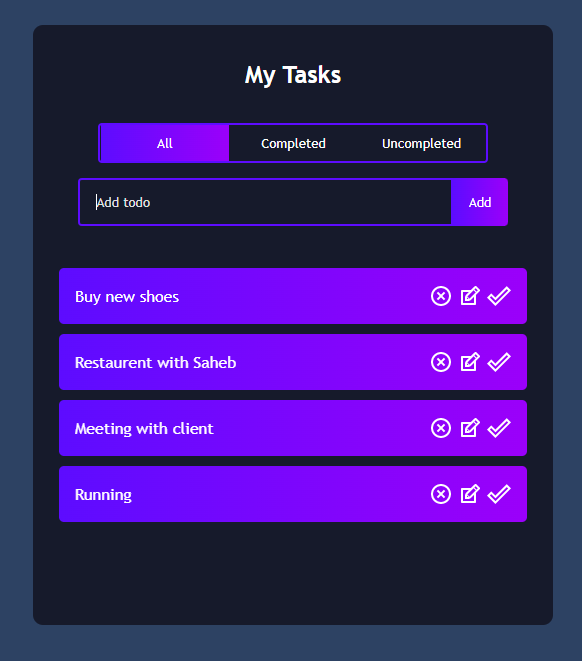 My Tasks
All Completed Uncompleted
Add todo Add
Buy new shoes
Restaurent with Saheb
Meeting with client
Running